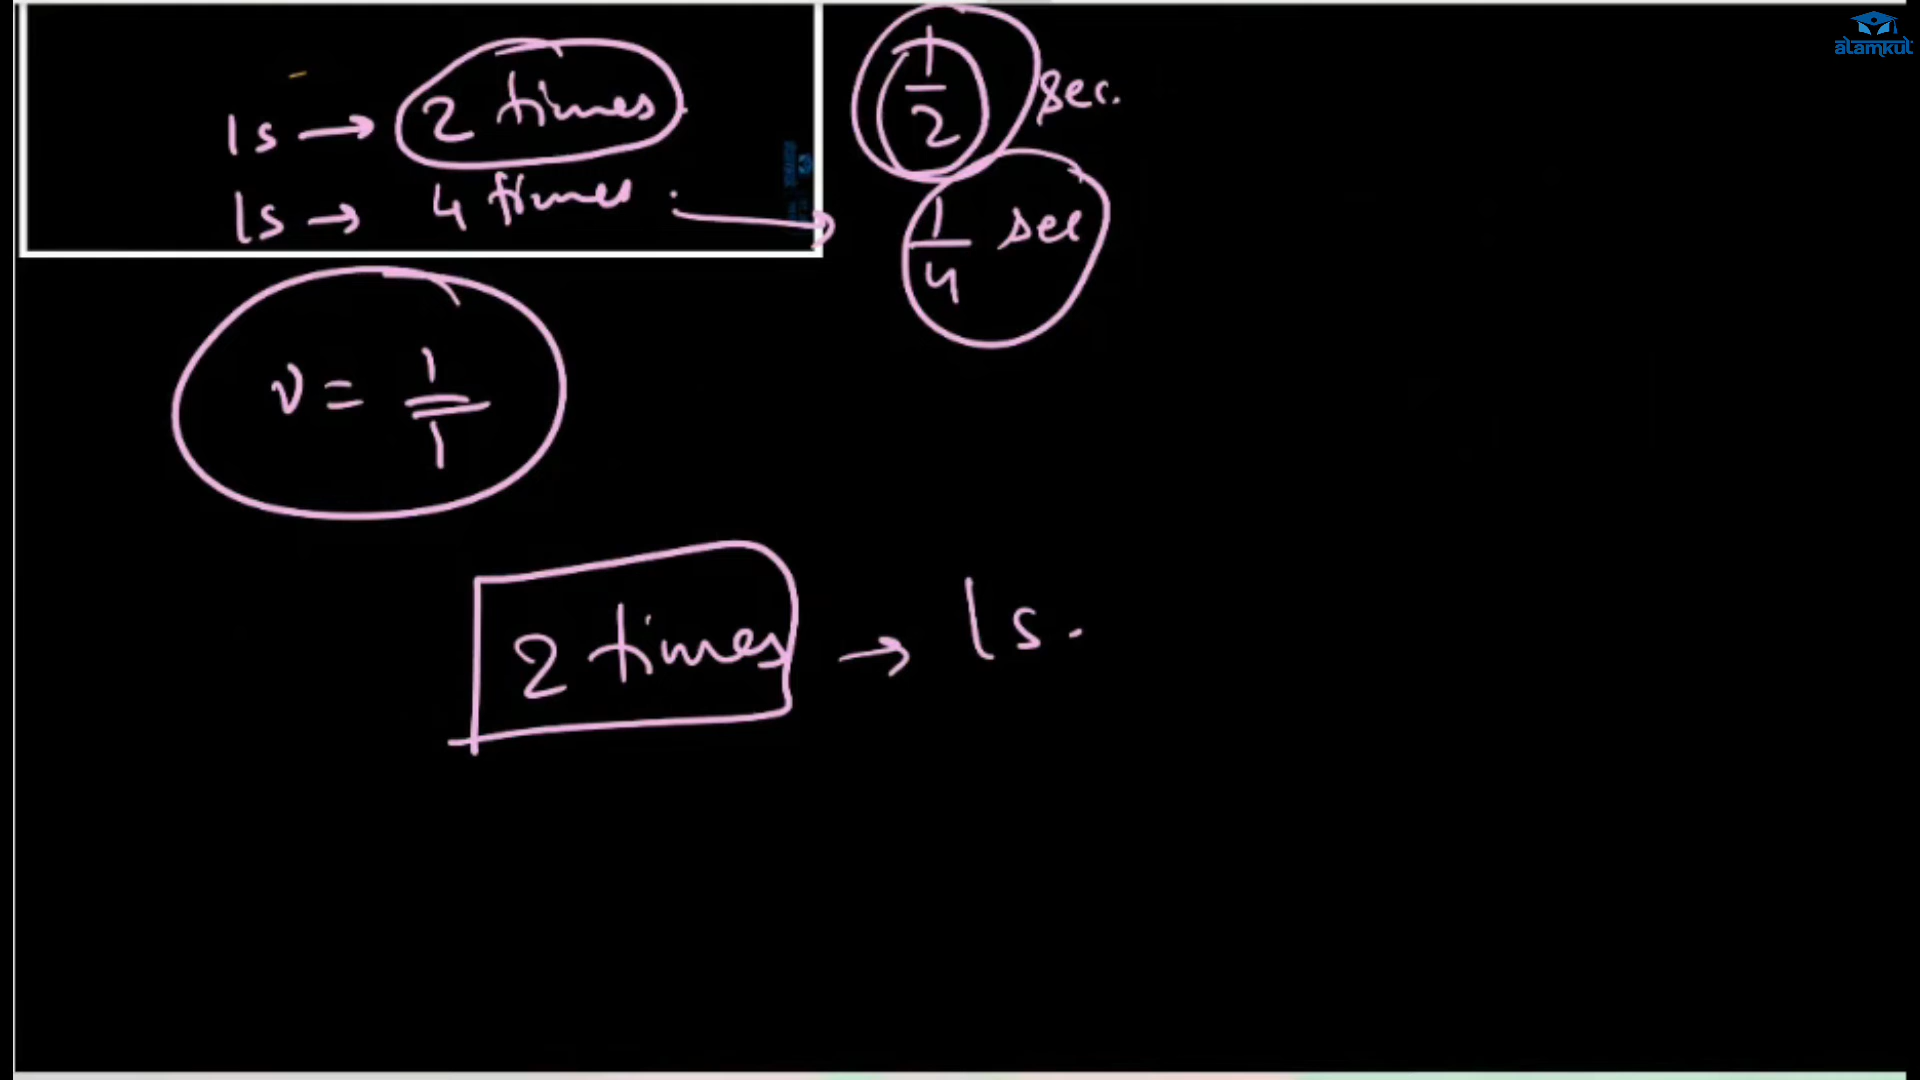 1s → 2 times
1/2 sec.
1s → 4 times. → 1/4 sec
ν = 1/T
2 times → 1s.
alamkul